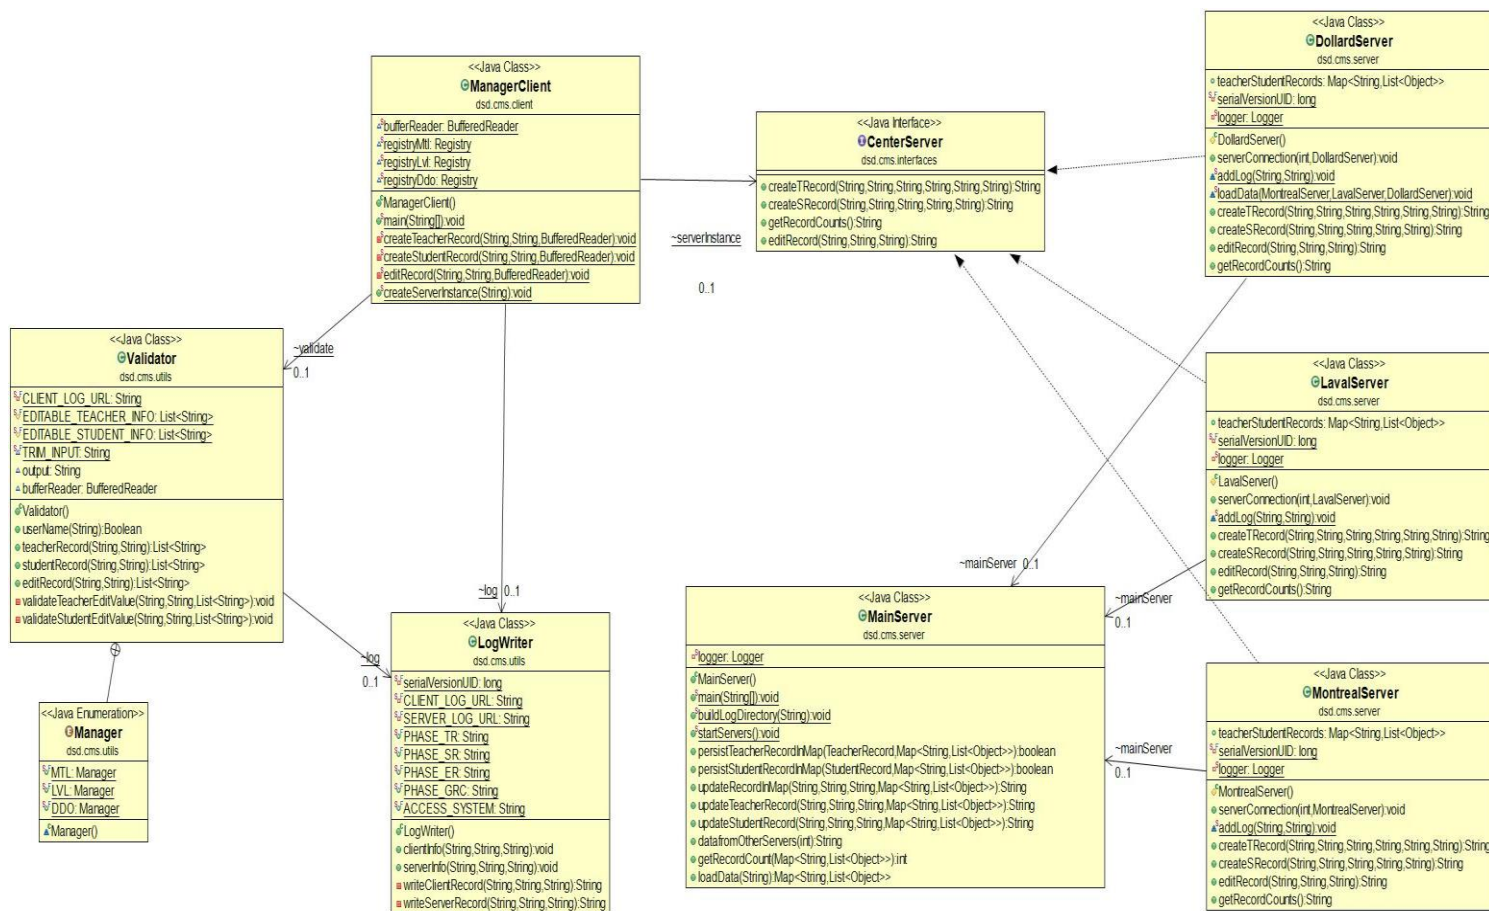 <<Java Class>>
ManagerClient
dsd.cms.client
bufferReader: BufferedReader
registryMtl: Registry
registryLvl: Registry
registryDdo: Registry
ManagerClient()
main(String[]):void
createTeacherRecord(String,String,BufferedReader):void
createStudentRecord(String,String,BufferedReader):void
editRecord(String,String,BufferedReader):void
createServerInstance(String):void
<<Java Interface>>
CenterServer
dsd.cms.interfaces
createTRecord(String,String,String,String,String,String):String
createSRecord(String,String,String,String,String):String
getRecordCounts():String
editRecord(String,String,String):String
~serverInstance
0..1
<<Java Class>>
DollardServer
dsd.cms.server
teacherStudentRecords: Map<String,List<Object>>
serialVersionUID: long
logger: Logger
DollardServer()
serverConnection(int,DollardServer):void
addLog(String,String):void
loadData(MontrealServer,LavalServer,DollardServer):void
createTRecord(String,String,String,String,String,String):String
createSRecord(String,String,String,String,String):String
editRecord(String,String,String):String
getRecordCounts():String
~validate
0..1
<<Java Class>>
Validator
dsd.cms.utils
CLIENT_LOG_URL: String
EDITABLE_TEACHER_INFO: List<String>
EDITABLE_STUDENT_INFO: List<String>
TRIM_INPUT: String
output: String
bufferReader: BufferedReader
Validator()
userName(String):Boolean
teacherRecord(String,String):List<String>
studentRecord(String,String):List<String>
editRecord(String,String):List<String>
validateTeacherEditValue(String,String,List<String>):void
validateStudentEditValue(String,String,List<String>):void
<<Java Class>>
LavalServer
dsd.cms.server
teacherStudentRecords: Map<String,List<Object>>
serialVersionUID: long
logger: Logger
LavalServer()
serverConnection(int,LavalServer):void
addLog(String,String):void
createTRecord(String,String,String,String,String,String):String
createSRecord(String,String,String,String,String):String
editRecord(String,String,String):String
getRecordCounts():String
~log 0..1
~log
0..1
<<Java Class>>
LogWriter
dsd.cms.utils
serialVersionUID: long
CLIENT_LOG_URL: String
SERVER_LOG_URL: String
PHASE_TR: String
PHASE_SR: String
PHASE_ER: String
PHASE_GRC: String
ACCESS_SYSTEM: String
LogWriter()
clientInfo(String,String,String):void
serverInfo(String,String,String):void
writeClientRecord(String,String,String):String
writeServerRecord(String,String,String):String
<<Java Enumeration>>
Manager
dsd.cms.utils
MTL: Manager
LVL: Manager
DDO: Manager
Manager()
~mainServer 0..1
~mainServer
0..1
~mainServer
0..1
<<Java Class>>
MainServer
dsd.cms.server
logger: Logger
MainServer()
main(String[]):void
buildLogDirectory(String):void
startServers():void
persistTeacherRecordInMap(TeacherRecord,Map<String,List<Object>>):boolean
persistStudentRecordInMap(StudentRecord,Map<String,List<Object>>):boolean
updateRecordInMap(String,String,String,Map<String,List<Object>>):String
updateTeacherRecord(String,String,String,Map<String,List<Object>>):String
updateStudentRecord(String,String,String,Map<String,List<Object>>):String
datafromOtherServers(int):String
getRecordCount(Map<String,List<Object>>):int
loadData(String):Map<String,List<Object>>
<<Java Class>>
MontrealServer
dsd.cms.server
teacherStudentRecords: Map<String,List<Object>>
serialVersionUID: long
logger: Logger
MontrealServer()
serverConnection(int,MontrealServer):void
addLog(String,String):void
createTRecord(String,String,String,String,String,String):String
createSRecord(String,String,String,String,String):String
editRecord(String,String,String):String
getRecordCounts():String